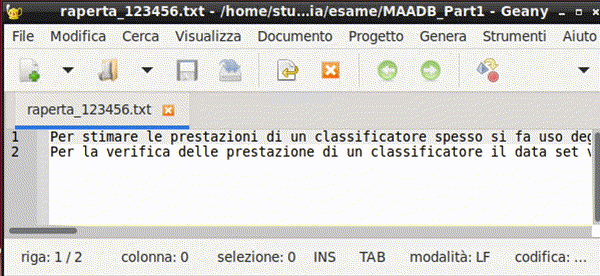 raperta_123456.txt - /home/stu...ia/esame/MAADB_Part1 - Geany
File Modifica Cerca Visualizza Documento Progetto Genera Strumenti Aiuto
raperta_123456.txt
1 Per stimare le prestazioni di un classificatore spesso si fa uso
2 Per la verifica delle prestazione di un classificatore il data set
riga: 1 / 2 colonna: 0 selezione: 0 INS TAB modalità: LF codifica: ...